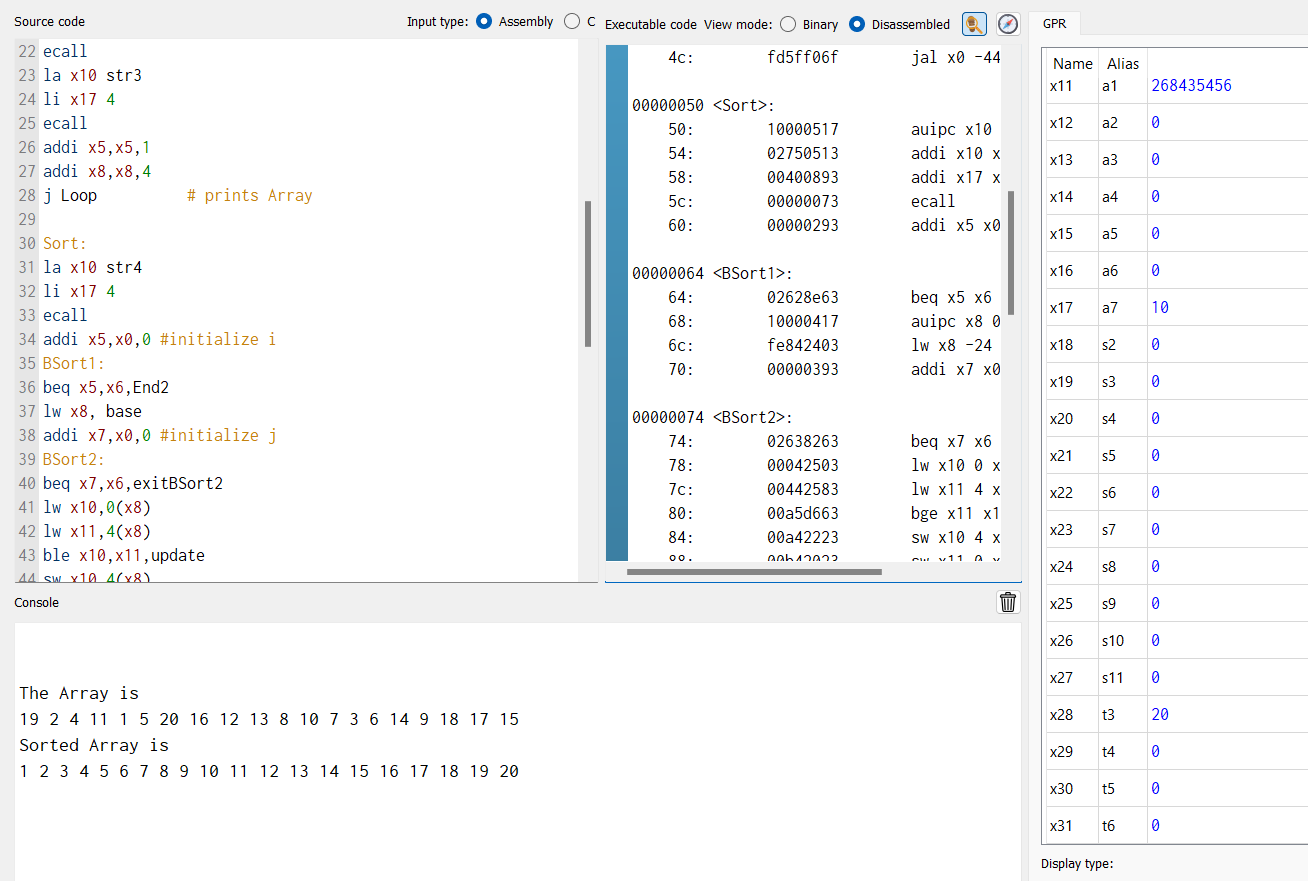 Source code
Input type: Assembly C
22 ecall
23 la x10 str3
24 li x17 4
25 ecall
26 addi x5,x5,1
27 addi x8,x8,4
28 j Loop # prints Array
29
30 Sort:
31 la x10 str4
32 li x17 4
33 ecall
34 addi x5,x0,0 #initialize i
35 BSort1:
36 beq x5,x6,End2
37 lw x8, base
38 addi x7,x0,0 #initialize j
39 BSort2:
40 beq x7,x6,exitBSort2
41 lw x10,0(x8)
42 lw x11,4(x8)
43 ble x10,x11,update
44 sw x10,4(x8)
Executable code View mode: Binary Disassembled
4c: fd5ff06f jal x0 -44
00000050 <Sort>:
50: 10000517 auipc x10
54: 02750513 addi x10 x
58: 00400893 addi x17 x
5c: 00000073 ecall
60: 00000293 addi x5 x0
00000064 <BSort1>:
64: 02628e63 beq x5 x6
68: 10000417 auipc x8 0
6c: fe842403 lw x8 -24
70: 00000393 addi x7 x0
00000074 <BSort2>:
74: 02638263 beq x7 x6
78: 00042503 lw x10 0 x
7c: 00442583 lw x11 4 x
80: 00a5d663 bge x11 x1
84: 00a42223 sw x10 4 x
88: 00b42023 sw x11 0 x
GPR
Name Alias
x11 a1 268435456
x12 a2 0
x13 a3 0
x14 a4 0
x15 a5 0
x16 a6 0
x17 a7 10
x18 s2 0
x19 s3 0
x20 s4 0
x21 s5 0
x22 s6 0
x23 s7 0
x24 s8 0
x25 s9 0
x26 s10 0
x27 s11 0
x28 t3 20
x29 t4 0
x30 t5 0
x31 t6 0
Display type:
Console
The Array is
19 2 4 11 1 5 20 16 12 13 8 10 7 3 6 14 9 18 17 15
Sorted Array is
1 2 3 4 5 6 7 8 9 10 11 12 13 14 15 16 17 18 19 20